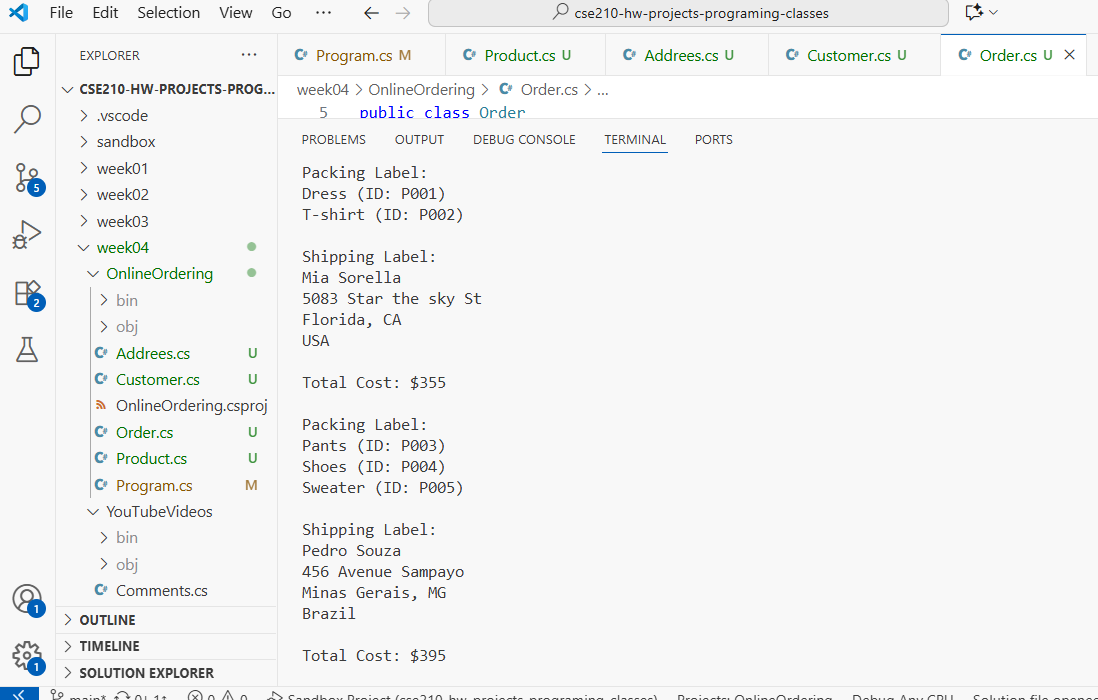 File Edit Selection View Go ··· cse210-hw-projects-programing-classes
EXPLORER ···
CSE210-HW-PROJECTS-PROG...
.vscode
sandbox
week01
week02
week03
week04
OnlineOrdering
bin
obj
Addrees.cs U
Customer.cs U
OnlineOrdering.csproj
Order.cs U
Product.cs U
Program.cs M
YouTubeVideos
bin
obj
Comments.cs
OUTLINE
TIMELINE
SOLUTION EXPLORER
5
2
1
1
Program.cs M Product.cs U Addrees.cs U Customer.cs U Order.cs U
week04 > OnlineOrdering > Order.cs > ...
5 public class Order
PROBLEMS OUTPUT DEBUG CONSOLE TERMINAL PORTS
Packing Label:
Dress (ID: P001)
T-shirt (ID: P002)
Shipping Label:
Mia Sorella
5083 Star the sky St
Florida, CA
USA
Total Cost: $355
Packing Label:
Pants (ID: P003)
Shoes (ID: P004)
Sweater (ID: P005)
Shipping Label:
Pedro Souza
456 Avenue Sampayo
Minas Gerais, MG
Brazil
Total Cost: $395
main* 0↓ 1↑ 0 0 Sandbox Project (cse210-hw-projects-programing-classes) Projects: OnlineOrdering Debug Any CPU Solution file opened